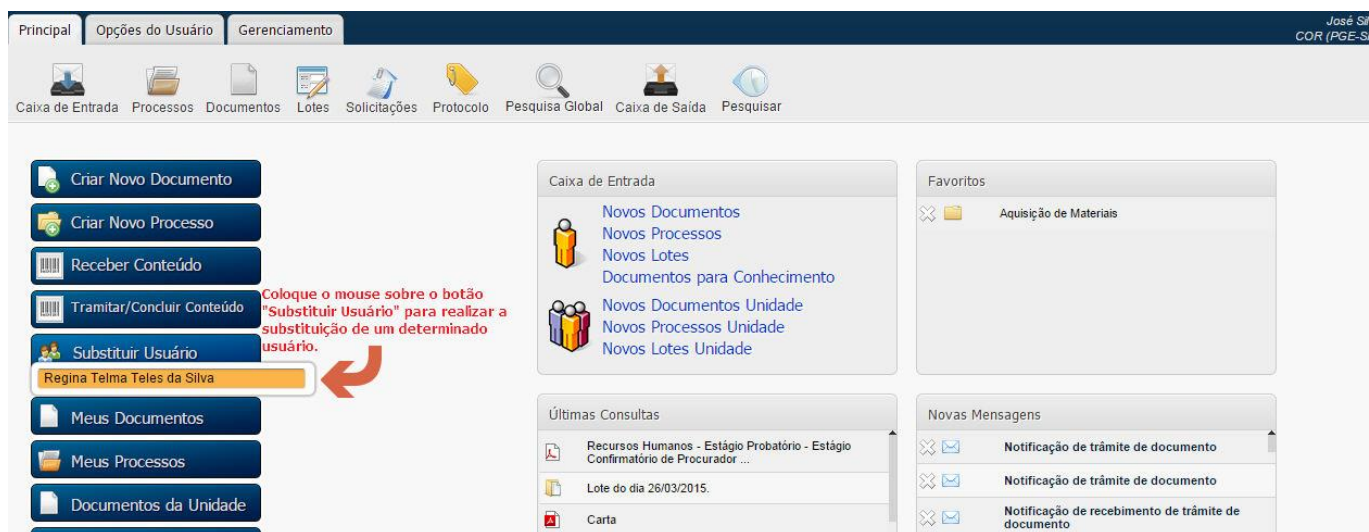 Principal
Opções do Usuário
Gerenciamento
José
COR (PGE-S
Caixa de Entrada
Processos
Documentos
Lotes
Solicitações
Protocolo
Pesquisa Global
Caixa de Saída
Pesquisar
Criar Novo Documento
Criar Novo Processo
Receber Conteúdo
Tramitar/Concluir Conteúdo
Coloque o mouse sobre o botão
"Substituir Usuário" para realizar a
substituição de um determinado
usuário.
Substituir Usuário
Regina Telma Teles da Silva
Meus Documentos
Meus Processos
Documentos da Unidade
Caixa de Entrada
Novos Documentos
Novos Processos
Novos Lotes
Documentos para Conhecimento
Novos Documentos Unidade
Novos Processos Unidade
Novos Lotes Unidade
Favoritos
Aquisição de Materiais
Últimas Consultas
Recursos Humanos - Estágio Probatório - Estágio
Confirmatório de Procurador ...
Lote do dia 26/03/2015.
Carta
Novas Mensagens
Notificação de trâmite de documento
Notificação de trâmite de documento
Notificação de recebimento de trâmite de
documento